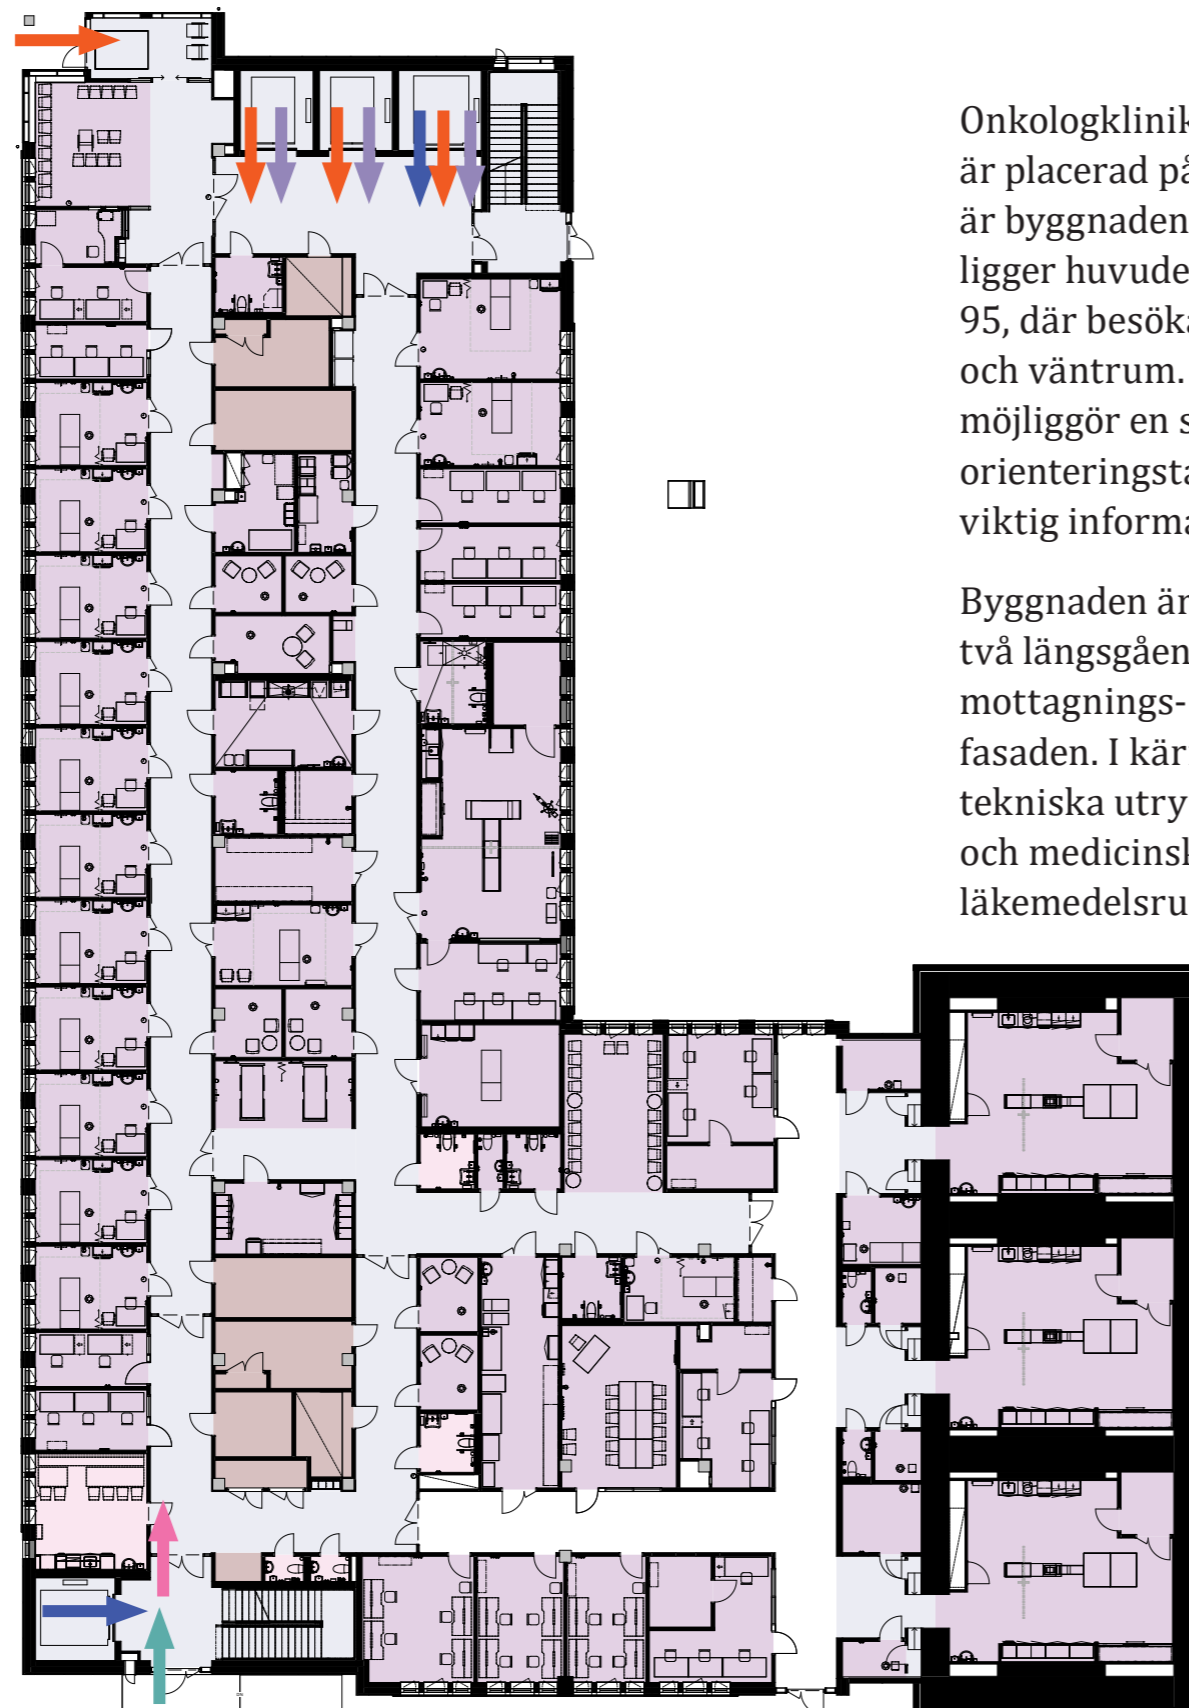 Onkologklinik
är placerad på
är byggnaden
ligger huvude
95, där besöka
och väntrum.
möjliggör en s
orienteringsta
viktig informa
Byggnaden är
två längsgåen
mottagnings-
fasaden. I kär
tekniska utry
och medicinsk
läkemedelsru